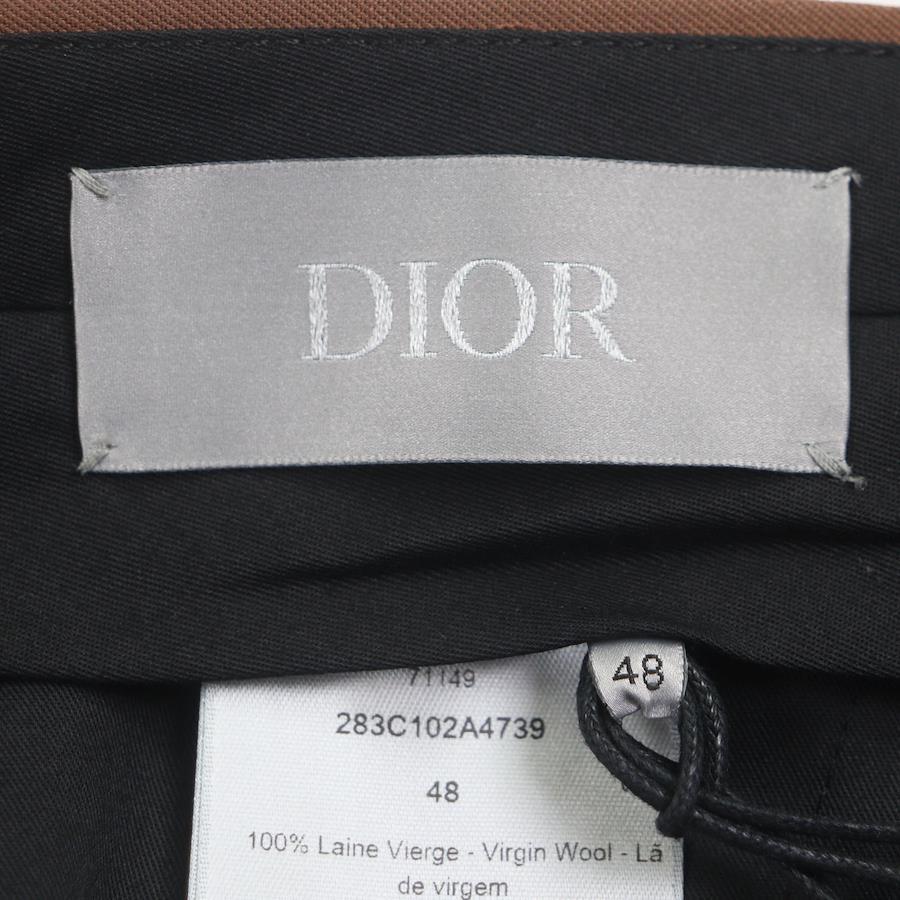 DIOR
48
71149
283C102A4739
48
100% Laine Vierge - Virgin Wool - Lã
de virgem